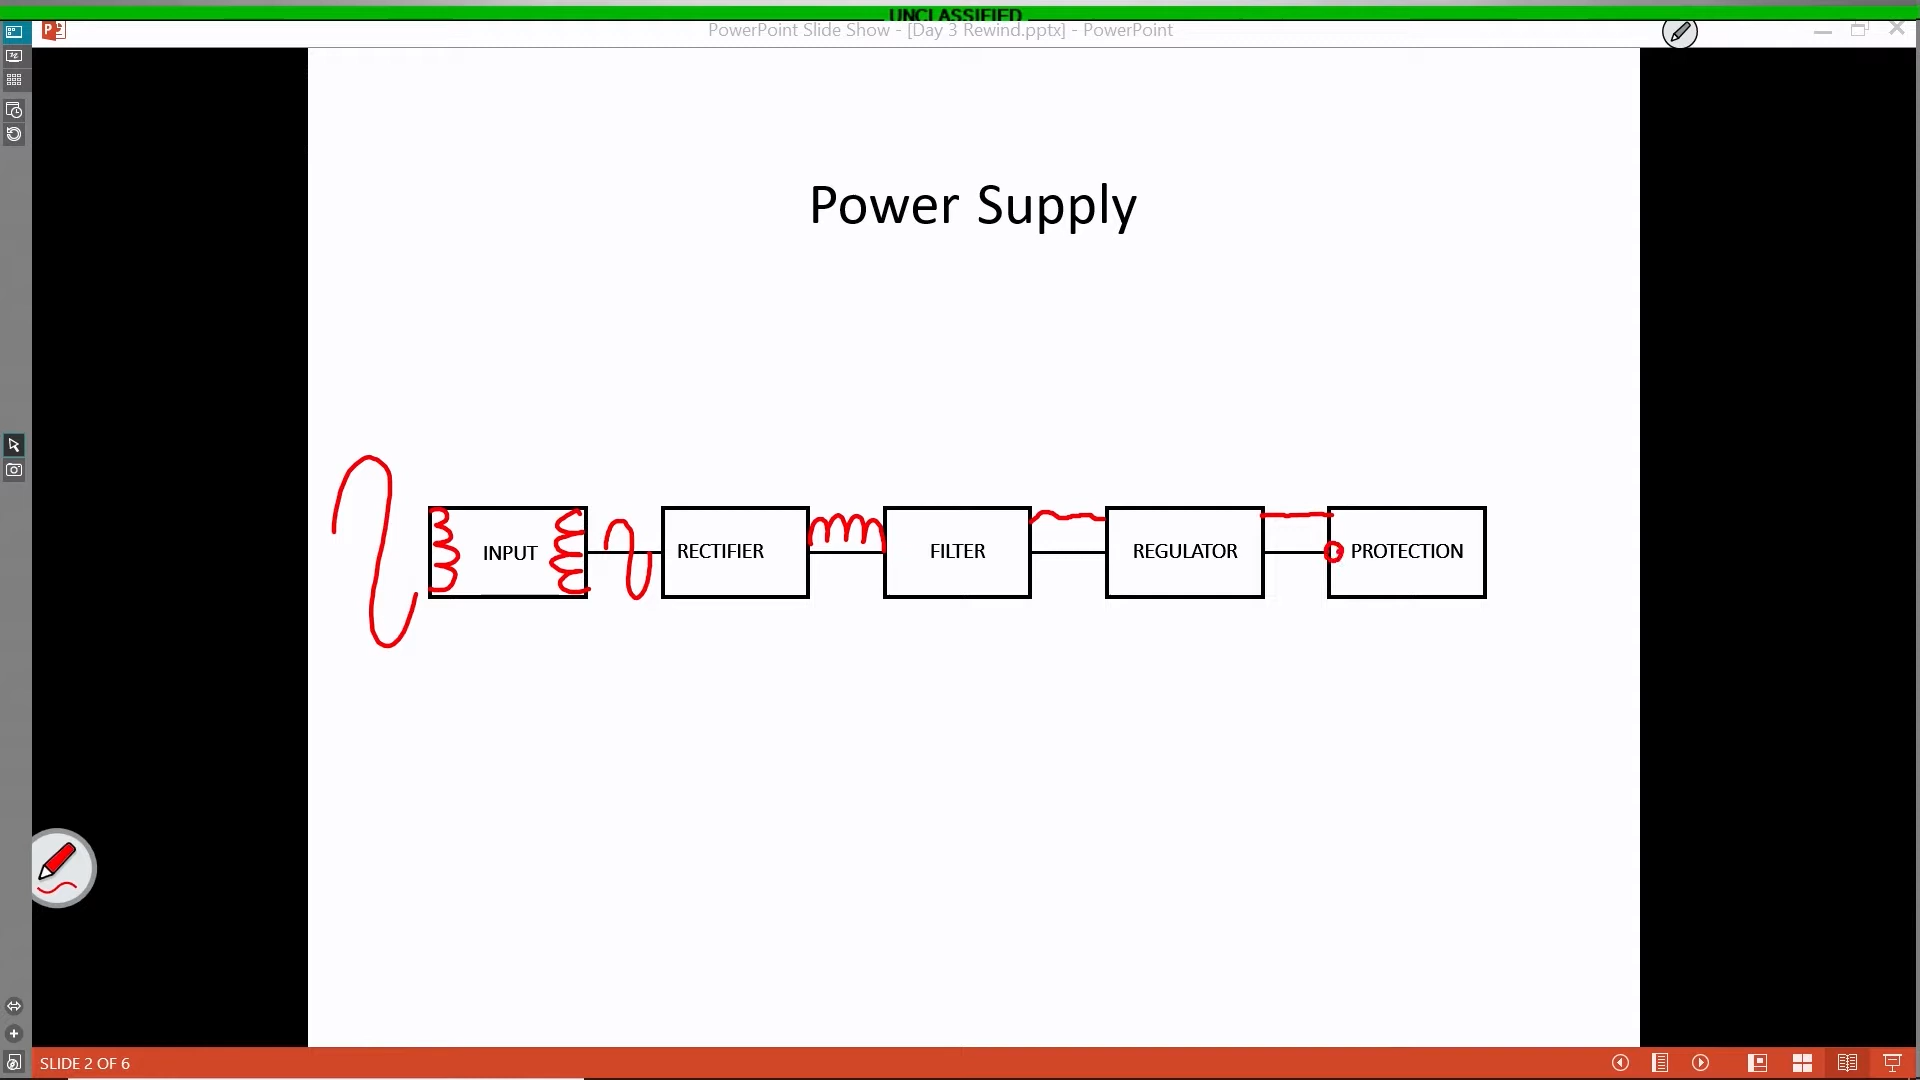 UNCLASSIFIED
PowerPoint Slide Show - [Day 3 Rewind.pptx] - PowerPoint
Power Supply
INPUT
RECTIFIER
FILTER
REGULATOR
PROTECTION
SLIDE 2 OF 6